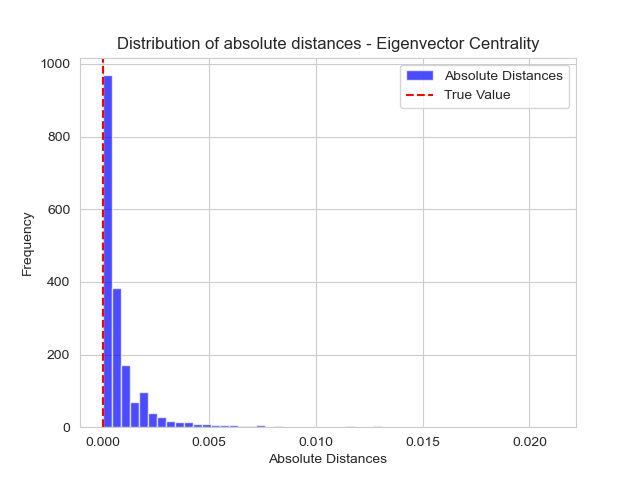 Distribution of absolute distances - Eigenvector Centrality
Absolute Distances
True Value
1000
800
600
400
200
0
Frequency
0.000
0.005
0.010
0.015
0.020
Absolute Distances